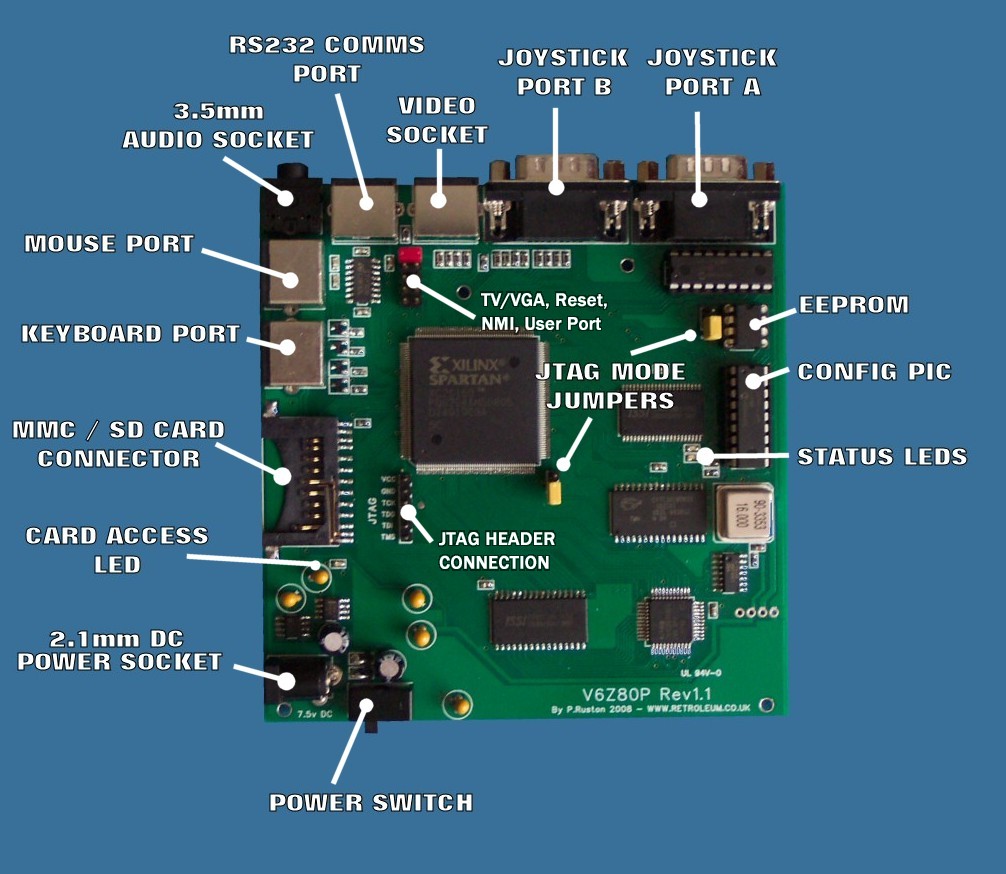 RS232 COMMS
PORT
JOYSTICK
PORT B
JOYSTICK
PORT A
3.5mm
AUDIO SOCKET
VIDEO
SOCKET
MOUSE PORT
TV/VGA, Reset,
NMI, User Port
EEPROM
KEYBOARD PORT
XILINX®
SPARTAN®
JTAG MODE
JUMPERS
CONFIG PIC
MMC / SD CARD
CONNECTOR
STATUS LEDS
VCC
GND
TCK
TDO
TDI
TMS
JTAG
90-3353
16.000
JTAG HEADER
CONNECTION
CARD ACCESS
LED
ISSI
2.1mm DC
POWER SOCKET
UL 94V-0
V6Z80P Rev1.1
By P.Ruston 2008 - WWW.RETROLEUM.CO.UK
7.5v DC
POWER SWITCH